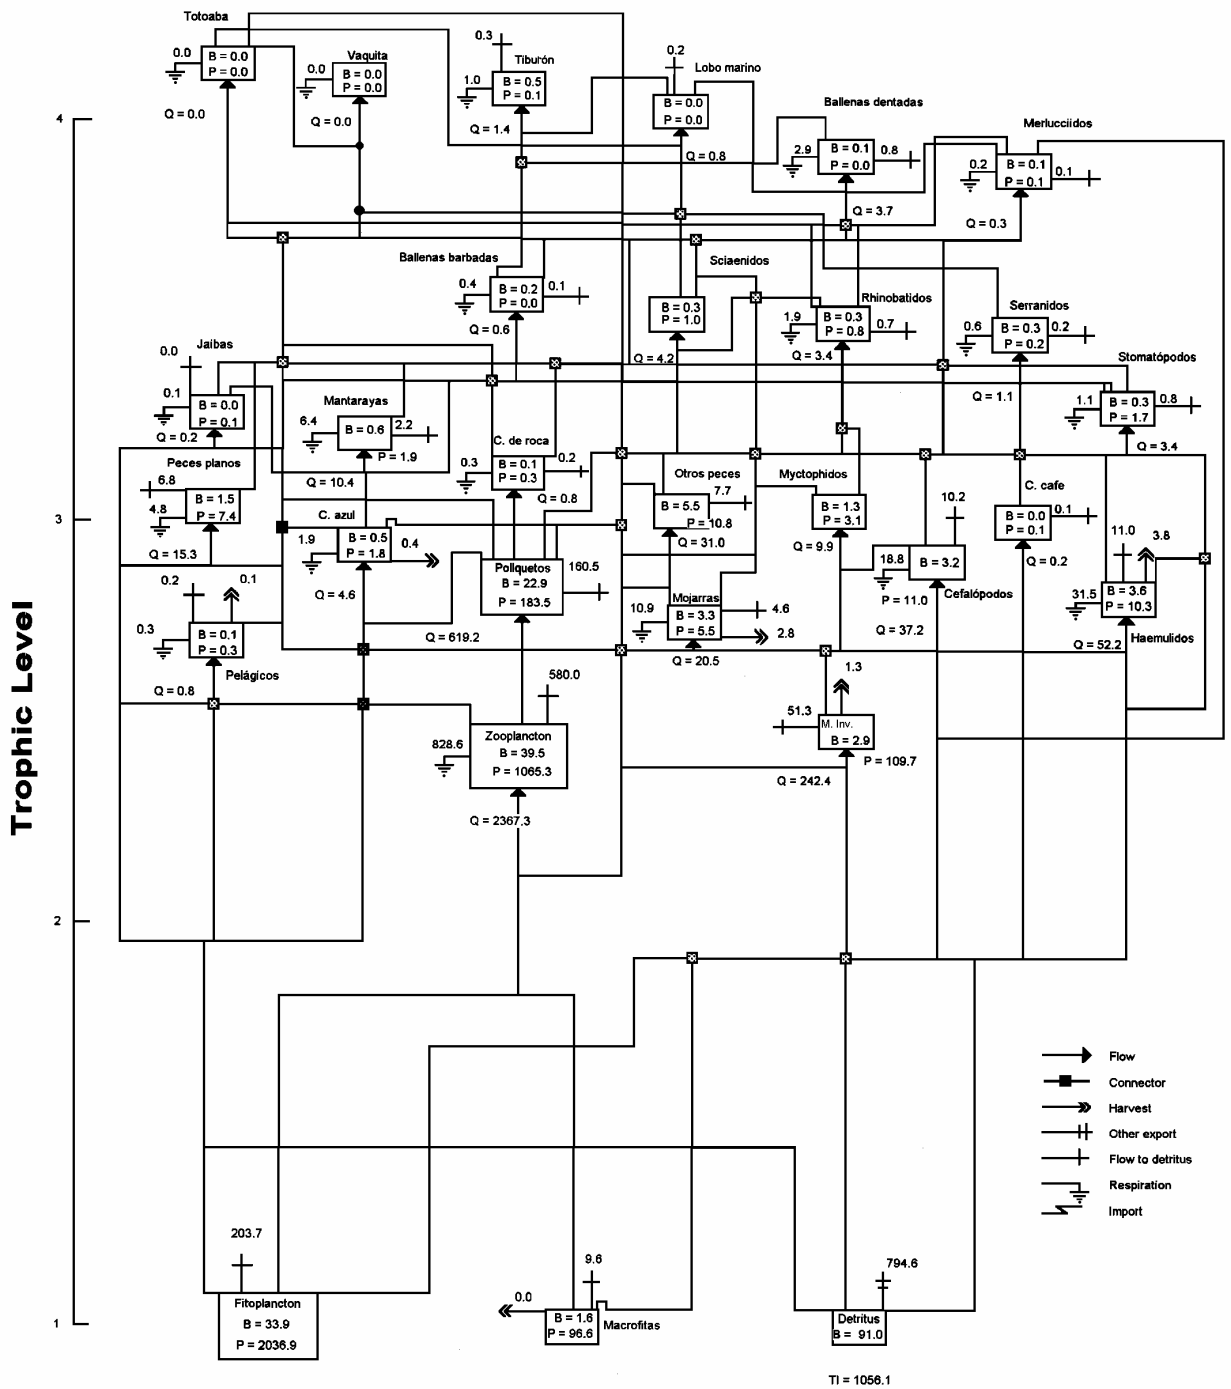 Totoaba
0.0
B = 0.0
P = 0.0
Q = 0.0
Vaquita
0.0
B = 0.0
P = 0.0
Q = 0.0
0.3
Tiburón
1.0
B = 0.5
P = 0.1
Q = 1.4
0.2
Lobo marino
B = 0.0
P = 0.0
Q = 0.8
Ballenas dentadas
2.9
B = 0.1
P = 0.0
0.8
Q = 3.7
Merlucciidos
0.2
B = 0.1
P = 0.1
0.1
Q = 0.3
4
Ballenas barbadas
0.4
B = 0.2
P = 0.0
0.1
Q = 0.6
Sciaenidos
B = 0.3
P = 1.0
Q = 4.2
Rhinobatidos
1.9
B = 0.3
P = 0.8
0.7
Q = 3.4
Serranidos
0.6
B = 0.3
P = 0.2
0.2
Q = 1.1
Stomatópodos
1.1
B = 0.3
P = 1.7
0.8
Q = 3.4
Jaibas
0.0
0.1
B = 0.0
P = 0.1
Q = 0.2
Mantarayas
6.4
B = 0.6
2.2
P = 1.9
Q = 10.4
C. de roca
0.3
B = 0.1
P = 0.3
0.2
Q = 0.8
Peces planos
6.8
B = 1.5
4.8
P = 7.4
Q = 15.3
C. azul
1.9
B = 0.5
P = 1.8
0.4
Q = 4.6
Otros peces
B = 5.5
7.7
P = 10.8
Q = 31.0
Myctophidos
B = 1.3
P = 3.1
Q = 9.9
10.2
18.8
B = 3.2
P = 11.0
Cefalópodos
Q = 37.2
C. cafe
B = 0.0
P = 0.1
0.1
Q = 0.2
11.0
3.8
31.5
B = 3.6
P = 10.3
Haemulidos
Q = 52.2
3
0.2
0.1
0.3
B = 0.1
P = 0.3
Pelágicos
Q = 0.8
Poliquetos
B = 22.9
P = 183.5
160.5
Q = 619.2
Mojarras
10.9
B = 3.3
P = 5.5
4.6
2.8
Q = 20.5
1.3
51.3
M. Inv.
B = 2.9
P = 109.7
Q = 242.4
580.0
Zooplancton
828.6
B = 39.5
P = 1065.3
Q = 2367.3
Trophic Level
2
Flow
Connector
Harvest
Other export
Flow to detritus
Respiration
Import
203.7
Fitoplancton
B = 33.9
P = 2036.9
9.6
0.0
B = 1.6
P = 96.6
Macrofitas
794.6
Detritus
B = 91.0
1
TI = 1056.1